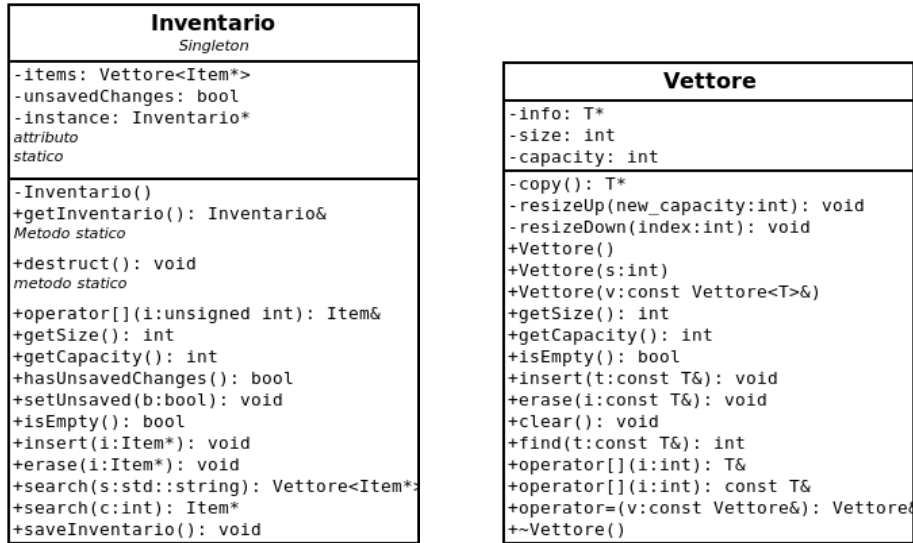 Inventario
Singleton
-items: Vettore<Item*>
-unsavedChanges: bool
-instance: Inventario*
attributo
statico
-Inventario()
+getInventario(): Inventario&
Metodo statico
+destruct(): void
metodo statico
+operator[](i:unsigned int): Item&
+getSize(): int
+getCapacity(): int
+hasUnsavedChanges(): bool
+setUnsaved(b:bool): void
+isEmpty(): bool
+insert(i:Item*): void
+erase(i:Item*): void
+search(s:std::string): Vettore<Item*>
+search(c:int): Item*
+saveInventario(): void
Vettore
-info: T*
-size: int
-capacity: int
-copy(): T*
-resizeUp(new_capacity:int): void
-resizeDown(index:int): void
+Vettore()
+Vettore(s:int)
+Vettore(v:const Vettore<T>&)
+getSize(): int
+getCapacity(): int
+isEmpty(): bool
+insert(t:const T&): void
+erase(i:const T&): void
+clear(): void
+find(t:const T&): int
+operator[](i:int): T&
+operator[](i:int): const T&
+operator=(v:const Vettore&): Vettore&
+~Vettore()